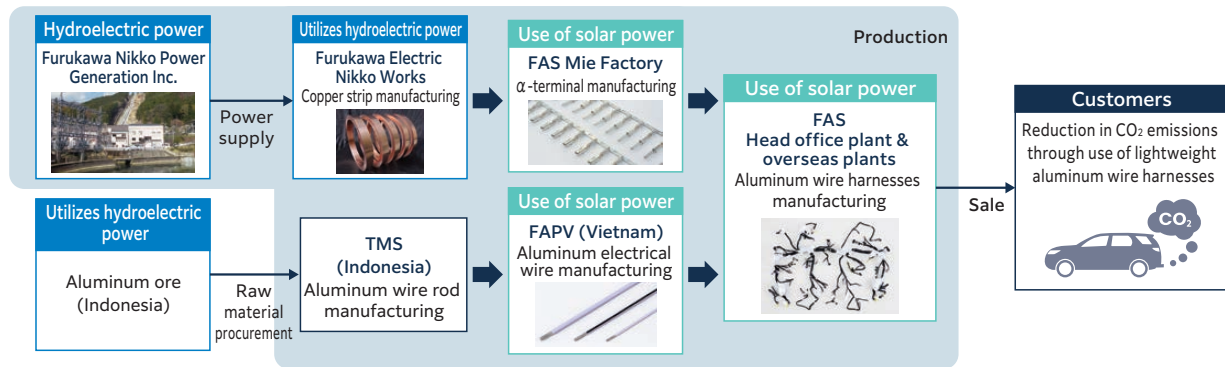 Hydroelectric power
Furukawa Nikko Power
Generation Inc.
Power
supply
Utilizes hydroelectric power
Furukawa Electric
Nikko Works
Copper strip manufacturing
Use of solar power
FAS Mie Factory
α-terminal manufacturing
Production
Use of solar power
FAS
Head office plant &
overseas plants
Aluminum wire harnesses
manufacturing
Sale
Customers
Reduction in CO₂ emissions
through use of lightweight
aluminum wire harnesses
CO₂
Utilizes hydroelectric
power
Aluminum ore
(Indonesia)
Raw
material
procurement
TMS
(Indonesia)
Aluminum wire rod
manufacturing
Use of solar power
FAPV (Vietnam)
Aluminum electrical
wire manufacturing